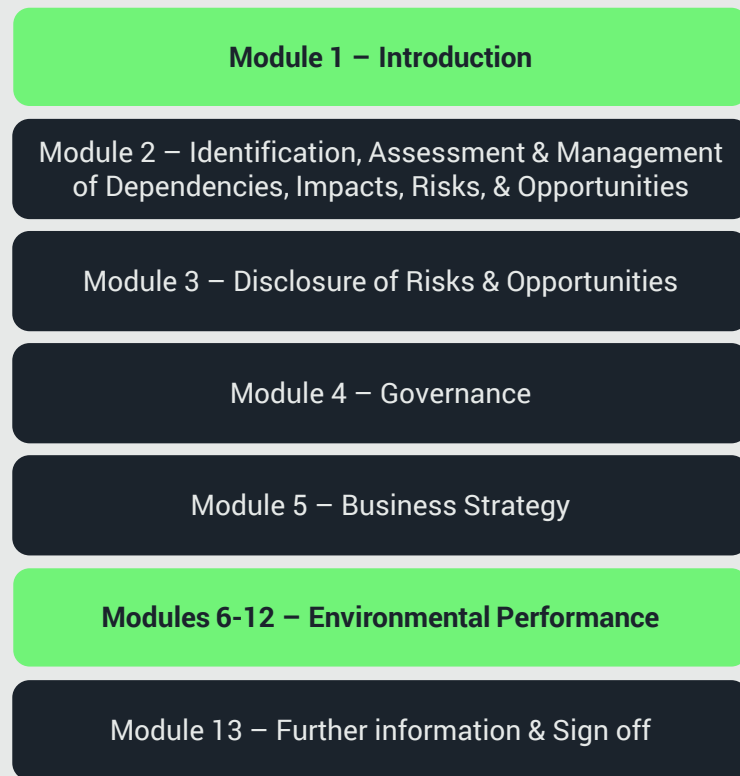 Module 1 – Introduction
Module 2 – Identification, Assessment & Management
of Dependencies, Impacts, Risks, & Opportunities
Module 3 – Disclosure of Risks & Opportunities
Module 4 – Governance
Module 5 – Business Strategy
Modules 6-12 – Environmental Performance
Module 13 – Further information & Sign off